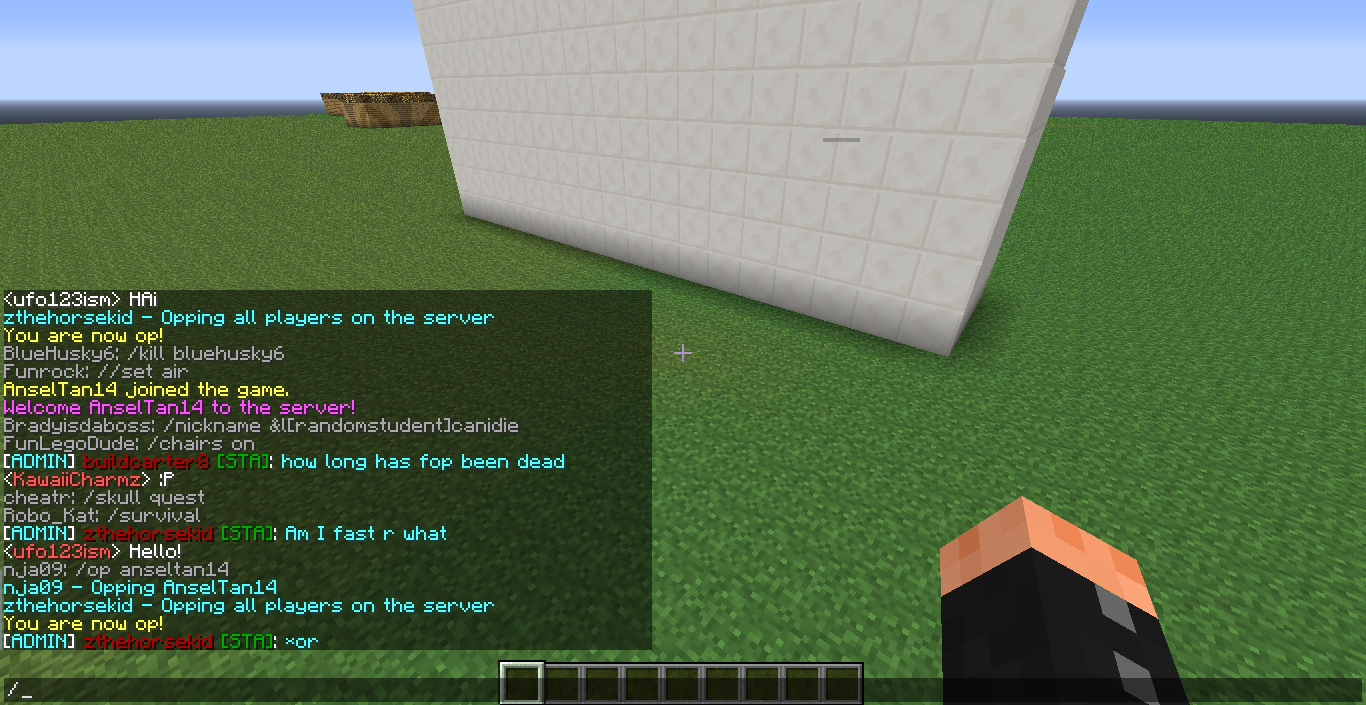 <ufo123ism> HAi
zthehorsekid - Opping all players on the server
You are now op!
BlueHusky6: /kill bluehusky6
Funrock: //set air
AnselTan14 joined the game.
Welcome AnselTan14 to the server!
Bradyisdaboss: /nickname &l[randomstudent]canidie
FunLegoDude: /chairs on
[ADMIN] buildcarter8 [STA]: how long has fop been dead
<KawaiiCharmz> :P
cheatr: /skull quest
Robo_Kat: /survival
[ADMIN] zthehorsekid [STA]: Am I fast r what
<ufo123ism> Hello!
nja09: /op anseltan14
nja09 - Opping AnselTan14
zthehorsekid - Opping all players on the server
You are now op!
[ADMIN] zthehorsekid [STA]: *or
/_